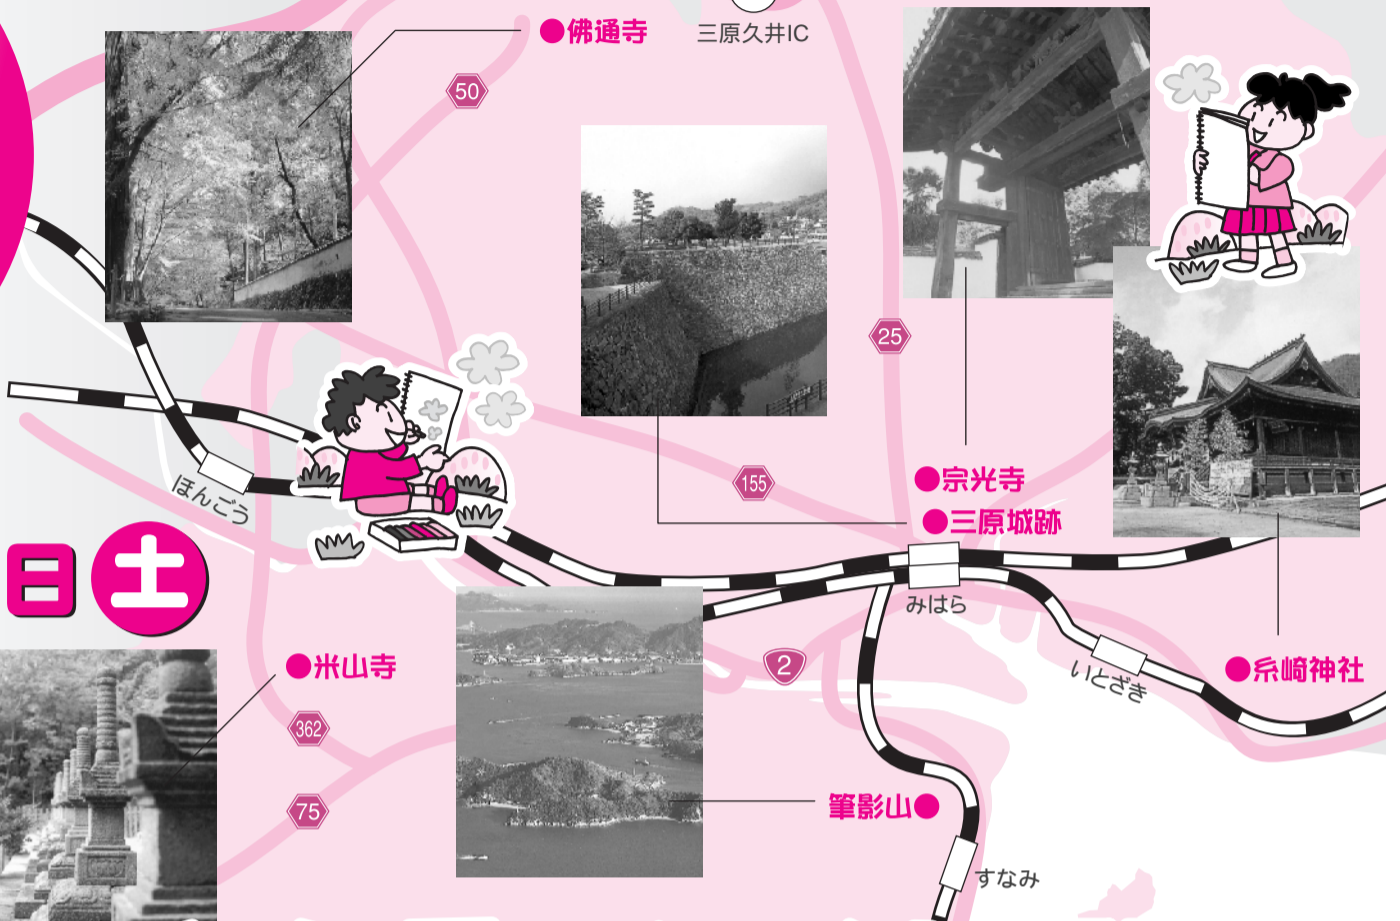 佛通寺
三原久井IC
50
25
155
宗光寺
三原城跡
ほんごう
日 土
みはら
2
いとざき
糸崎神社
米山寺
362
75
筆影山
すなみ